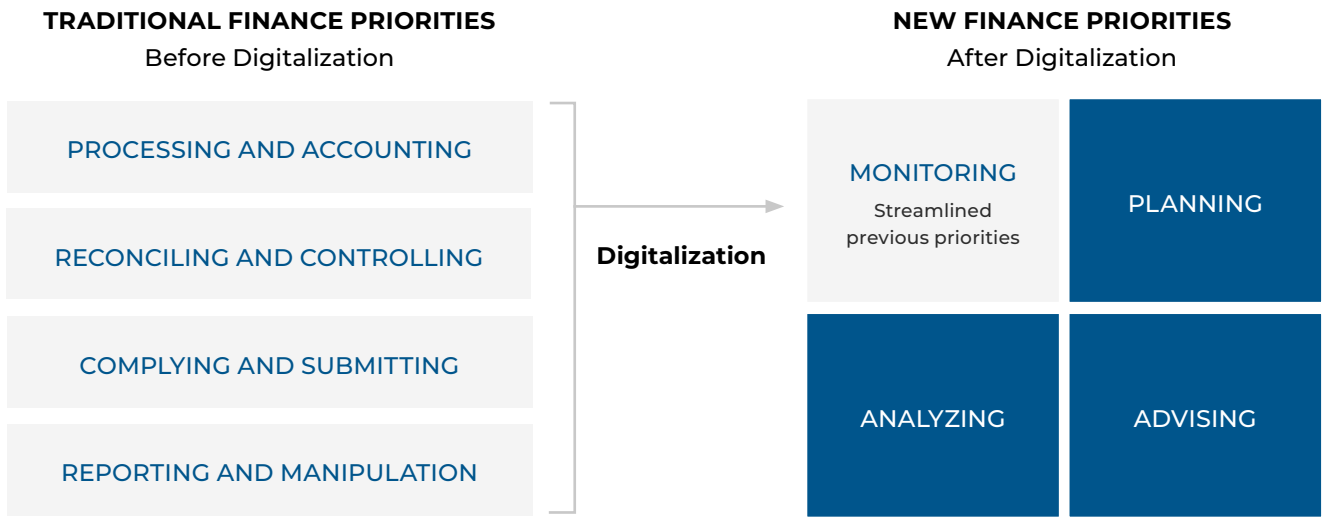 TRADITIONAL FINANCE PRIORITIES
Before Digitalization
PROCESSING AND ACCOUNTING
RECONCILING AND CONTROLLING
COMPLYING AND SUBMITTING
REPORTING AND MANIPULATION
Digitalization
NEW FINANCE PRIORITIES
After Digitalization
MONITORING
Streamlined
previous priorities
PLANNING
ANALYZING
ADVISING